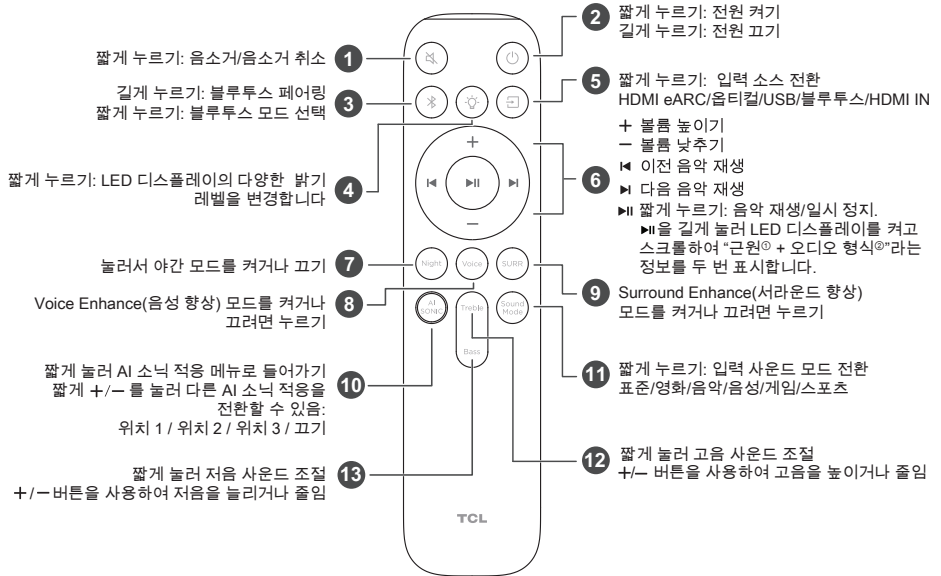 짧게 누르기: 음소거/음소거 취소
1
2
짧게 누르기: 전원 켜기
길게 누르기: 전원 끄기
길게 누르기: 블루투스 페어링
짧게 누르기: 블루투스 모드 선택
3
5
짧게 누르기: 입력 소스 전환
HDMI eARC/옵티컬/USB/블루투스/HDMI IN
짧게 누르기: LED 디스플레이의 다양한 밝기
레벨을 변경합니다
4
6
+ 볼륨 높이기
− 볼륨 낮추기
⏮ 이전 음악 재생
⏭ 다음 음악 재생
⏯ 짧게 누르기: 음악 재생/일시 정지.
⏯을 길게 눌러 LED 디스플레이를 켜고
스크롤하여 “근원① + 오디오 형식②”라는
정보를 두 번 표시합니다.
눌러서 야간 모드를 켜거나 끄기
7
Night
Voice
SURR
Voice Enhance(음성 향상) 모드를 켜거나
끄려면 누르기
8
9
Surround Enhance(서라운드 향상)
모드를 켜거나 끄려면 누르기
AI
SONIC
Treble
Bass
Sound
Mode
짧게 눌러 AI 소닉 적응 메뉴로 들어가기
짧게 +/− 를 눌러 다른 AI 소닉 적응을
전환할 수 있음:
위치 1 / 위치 2 / 위치 3 / 끄기
10
11
짧게 누르기: 입력 사운드 모드 전환
표준/영화/음악/음성/게임/스포츠
12
짧게 눌러 고음 사운드 조절
+/− 버튼을 사용하여 고음을 높이거나 줄임
짧게 눌러 저음 사운드 조절
+/−버튼을 사용하여 저음을 늘리거나 줄임
13
TCL